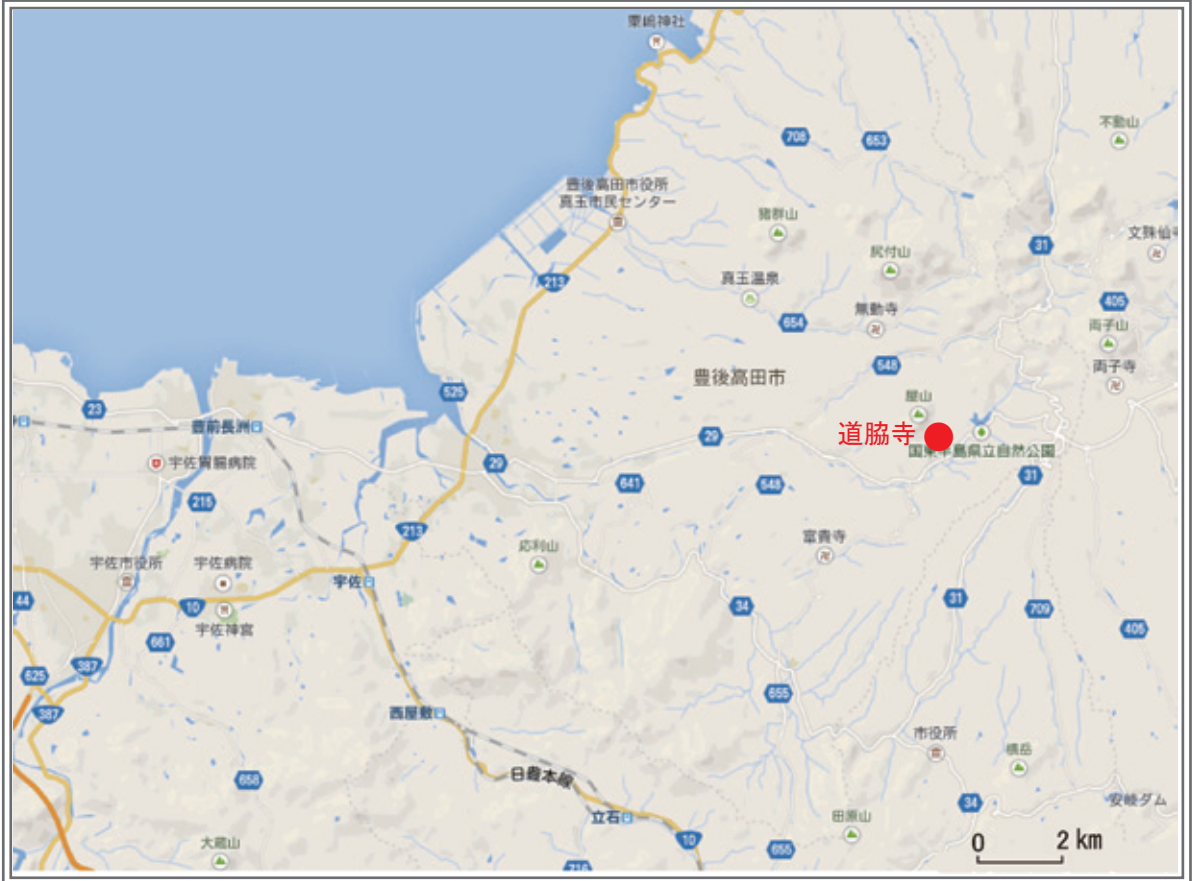 粟嶋神社
不動山
708
653
豊後高田市役所
真玉市民センター
猪群山
文殊仙寺
31
尻付山
真玉温泉
213
405
無動寺
654
両子山
548
両子寺
豊後高田市
525
23
屋山
道脇寺
29
豊前長洲
国東半島県立自然公園
宇佐胃腸病院
29
31
641
548
215
213
富貴寺
応利山
宇佐市役所
宇佐病院
宇佐
44
31
10
34
709
宇佐神宮
405
661
387
625
655
387
西屋敷
市役所
横岳
日豊本線
658
安岐ダム
34
立石
田原山
10
大蔵山
655
0
2 km
716